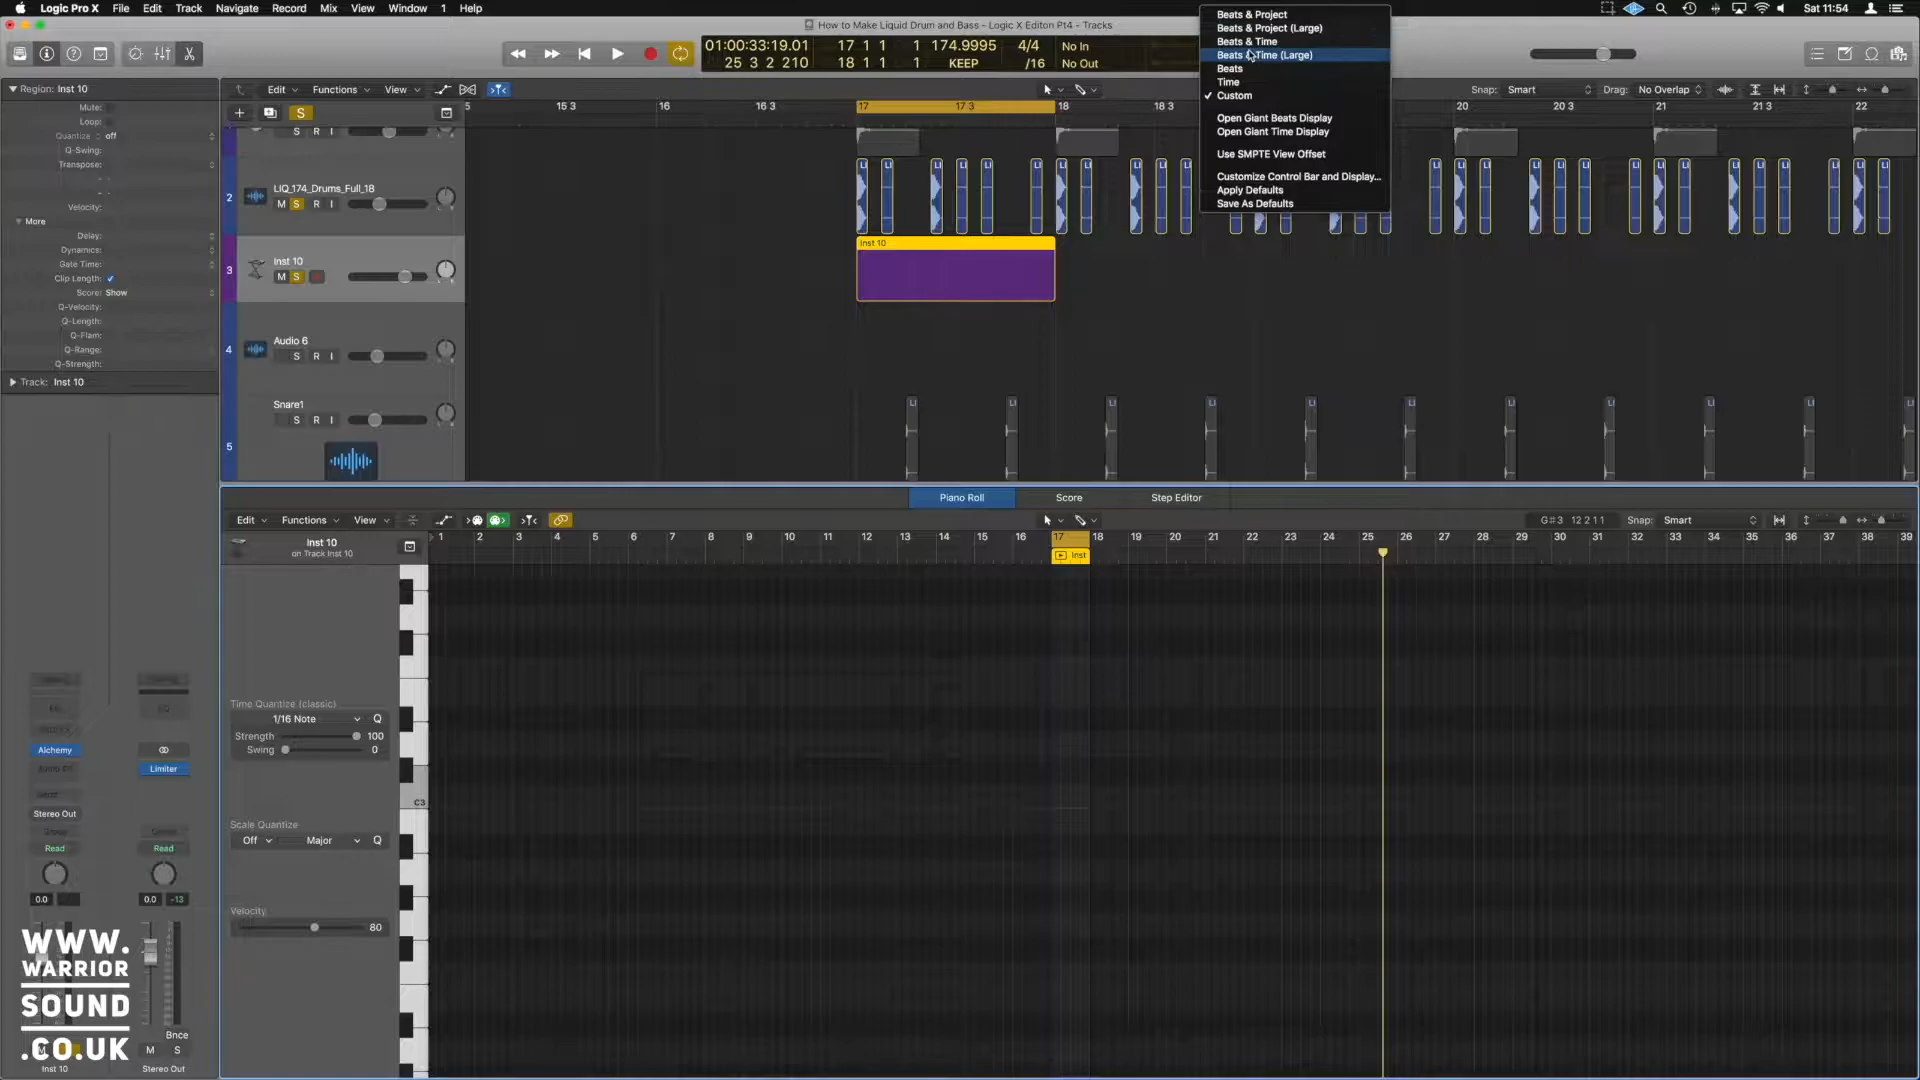 Logic Pro X File Edit Track Navigate Record Mix View Window 1 Help
Sat 11:54
How to Make Liquid Drum and Bass - Logic X Editon Pt4 - Tracks
01:00:33:19.01 17 1 1 1 174.9995 4/4 No In
25 3 2 210 18 1 1 1 KEEP /16 No Out
Beats & Project
Beats & Project (Large)
Beats & Time
Beats & Time (Large)
Beats
Time
✓ Custom
Open Giant Beats Display
Open Giant Time Display
Use SMPTE View Offset
Customize Control Bar and Display...
Apply Defaults
Save As Defaults
Region: Inst 10
Mute:
Loop:
Quantize off
Q-Swing:
Transpose:
Velocity:
More
Delay:
Dynamics:
Gate Time:
Clip Length:
Score: Show
Q-Velocity:
Q-Length:
Q-Flam:
Q-Range:
Q-Strength:
Track: Inst 10
Edit Functions View
Snap: Smart Drag: No Overlap
S
5 15 3 16 16 3 17 17 3 18 18 3 20 20 3 21 21 3 22
S R I
2 LIQ_174_Drums_Full_18
M S R I
3 Inst 10
M S
Inst 10
4 Audio 6
S R I
Snare1
S R I
5
Piano Roll Score Step Editor
Edit Functions View
G#3 12 2 1 1 Snap: Smart
Inst 10
on Track Inst 10
1 2 3 4 5 6 7 8 9 10 11 12 13 14 15 16 17 18 19 20 21 22 23 24 25 26 27 28 29 30 31 32 33 34 35 36 37 38 39
Inst
Time Quantize (classic)
1/16 Note Q
Strength 100
Swing 0
C3
Scale Quantize
Off Major Q
Velocity
80
Alchemy
Limiter
Stereo Out
Read Read
0.0 0.0 -13
WWW.
WARRIOR
SOUND
.CO.UK
Bnce
M S
Inst 10 Stereo Out